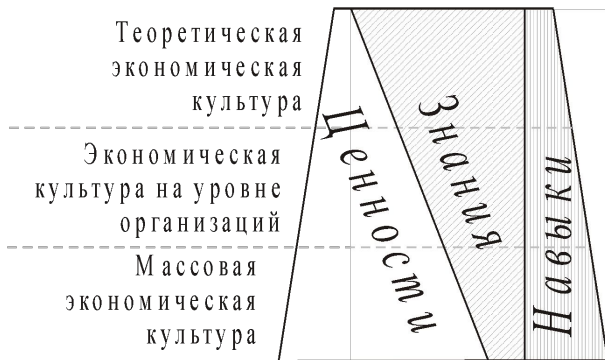 Теоретическая
экономическая
культура
Экономическая
культура на уровне
организаций
Массовая
экономическая
культура
Ценности
Знания
Навыки